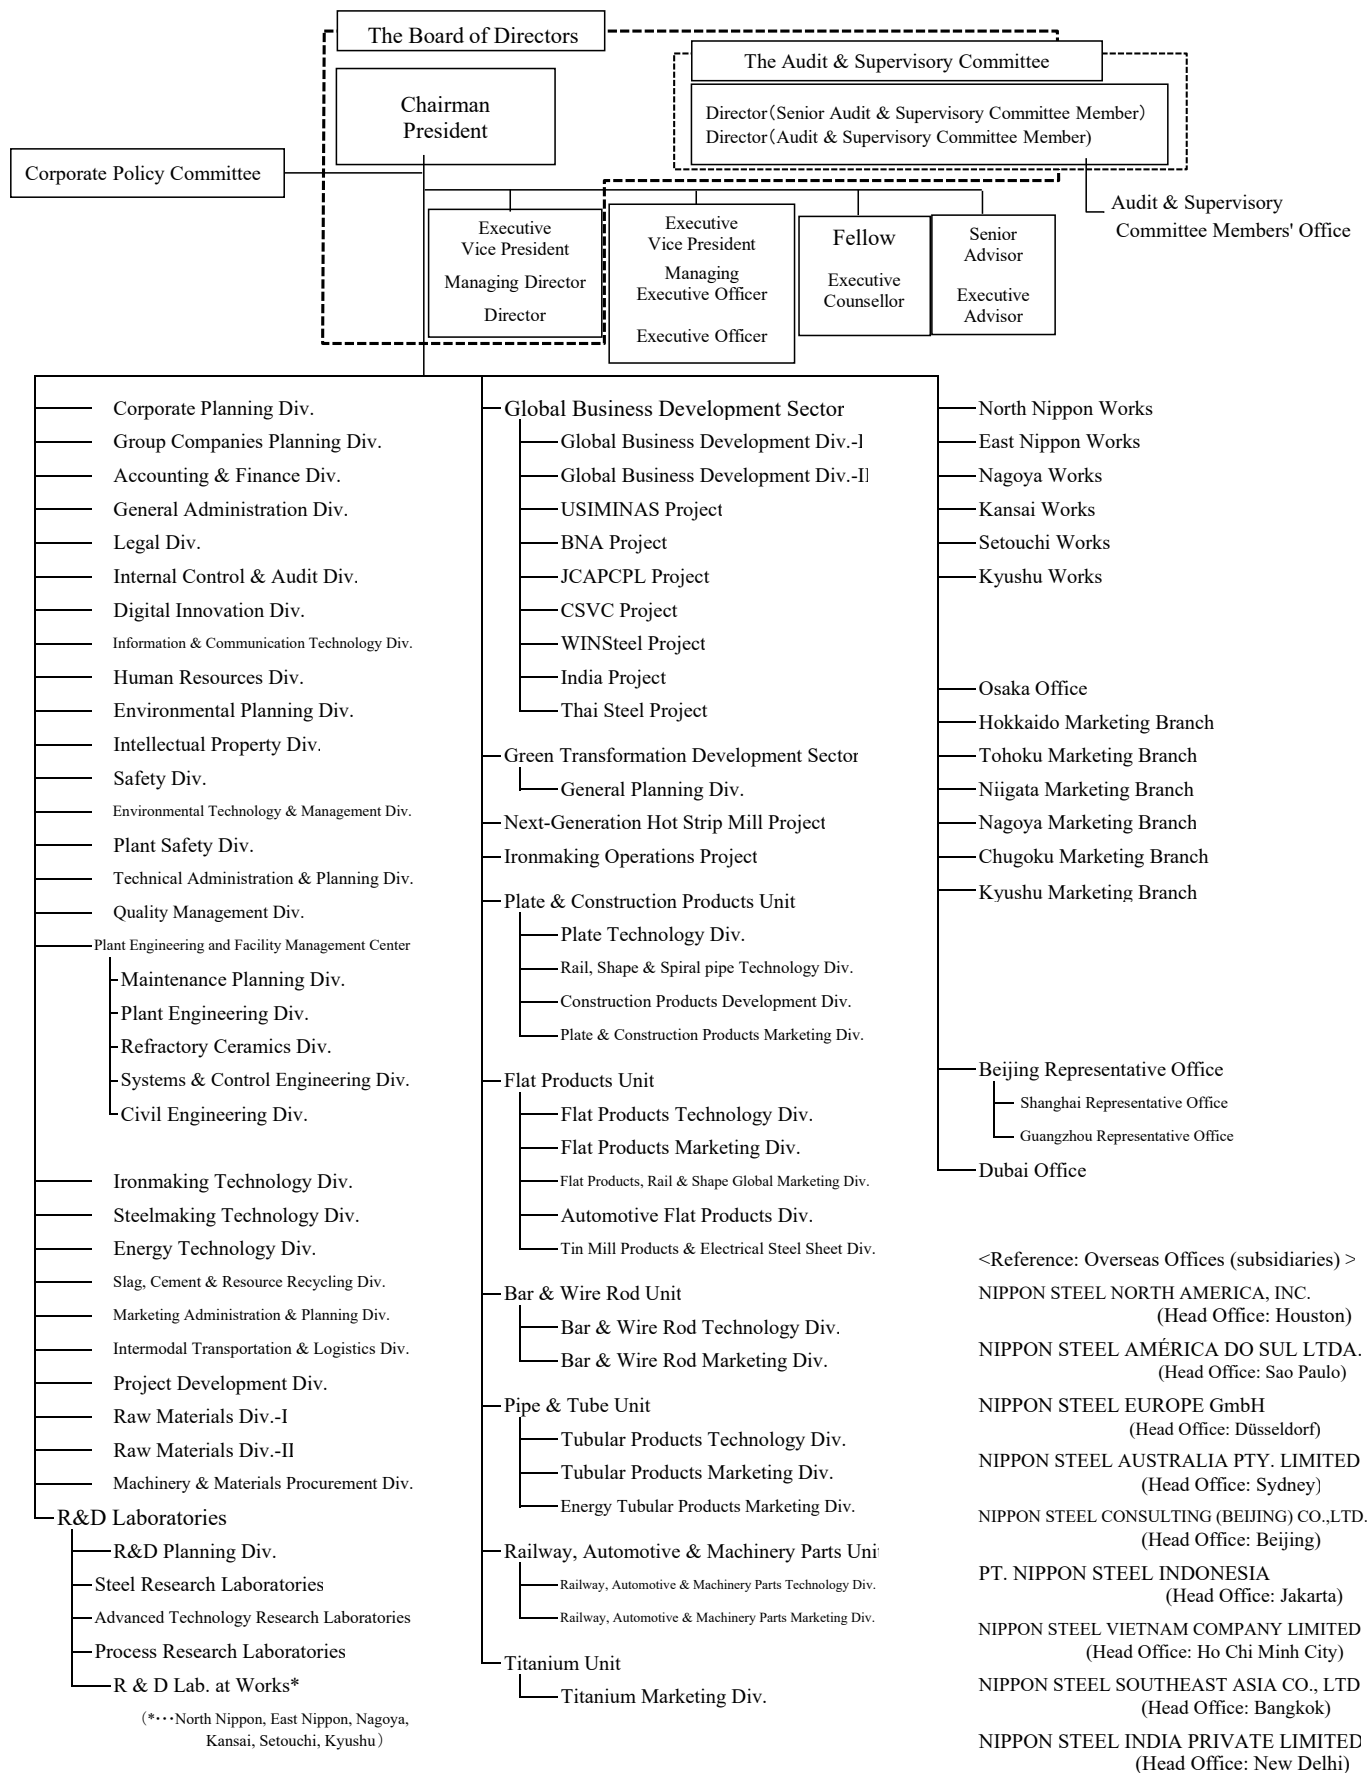 The Board of Directors
The Audit & Supervisory Committee
Chairman
President
Director（Senior Audit & Supervisory Committee Member）
Director（Audit & Supervisory Committee Member)
Corporate Policy Committee
Audit & Supervisory
Committee Members' Office
Executive
Vice President
Managing Director
Director
Executive
Vice President
Managing
Executive Officer
Executive Officer
Fellow
Executive
Counsellor
Senior
Advisor
Executive
Advisor
Corporate Planning Div.
Group Companies Planning Div.
Accounting & Finance Div.
General Administration Div.
Legal Div.
Internal Control & Audit Div.
Digital Innovation Div.
Information & Communication Technology Div.
Human Resources Div.
Environmental Planning Div.
Intellectual Property Div.
Safety Div.
Environmental Technology & Management Div.
Plant Safety Div.
Technical Administration & Planning Div.
Quality Management Div.
Plant Engineering and Facility Management Center
Maintenance Planning Div.
Plant Engineering Div.
Refractory Ceramics Div.
Systems & Control Engineering Div.
Civil Engineering Div.
Ironmaking Technology Div.
Steelmaking Technology Div.
Energy Technology Div.
Slag, Cement & Resource Recycling Div.
Marketing Administration & Planning Div.
Intermodal Transportation & Logistics Div.
Project Development Div.
Raw Materials Div.-I
Raw Materials Div.-II
Machinery & Materials Procurement Div.
R&D Laboratories
R&D Planning Div.
Steel Research Laboratories
Advanced Technology Research Laboratories
Process Research Laboratories
R & D Lab. at Works*
（*･･･North Nippon, East Nippon, Nagoya,
Kansai, Setouchi, Kyushu）
Global Business Development Sector
Global Business Development Div.-I
Global Business Development Div.-II
USIMINAS Project
BNA Project
JCAPCPL Project
CSVC Project
WINSteel Project
India Project
Thai Steel Project
Green Transformation Development Sector
General Planning Div.
Next-Generation Hot Strip Mill Project
Ironmaking Operations Project
Plate & Construction Products Unit
Plate Technology Div.
Rail, Shape & Spiral pipe Technology Div.
Construction Products Development Div.
Plate & Construction Products Marketing Div.
Flat Products Unit
Flat Products Technology Div.
Flat Products Marketing Div.
Flat Products, Rail & Shape Global Marketing Div.
Automotive Flat Products Div.
Tin Mill Products & Electrical Steel Sheet Div.
Bar & Wire Rod Unit
Bar & Wire Rod Technology Div.
Bar & Wire Rod Marketing Div.
Pipe & Tube Unit
Tubular Products Technology Div.
Tubular Products Marketing Div.
Energy Tubular Products Marketing Div.
Railway, Automotive & Machinery Parts Unit
Railway, Automotive & Machinery Parts Technology Div.
Railway, Automotive & Machinery Parts Marketing Div.
Titanium Unit
Titanium Marketing Div.
North Nippon Works
East Nippon Works
Nagoya Works
Kansai Works
Setouchi Works
Kyushu Works
Osaka Office
Hokkaido Marketing Branch
Tohoku Marketing Branch
Niigata Marketing Branch
Nagoya Marketing Branch
Chugoku Marketing Branch
Kyushu Marketing Branch
Beijing Representative Office
Shanghai Representative Office
Guangzhou Representative Office
Dubai Office
<Reference: Overseas Offices (subsidiaries) >
NIPPON STEEL NORTH AMERICA, INC.
(Head Office: Houston)
NIPPON STEEL AMÉRICA DO SUL LTDA.
(Head Office: Sao Paulo)
NIPPON STEEL EUROPE GmbH
(Head Office: Düsseldorf)
NIPPON STEEL AUSTRALIA PTY. LIMITED
(Head Office: Sydney)
NIPPON STEEL CONSULTING (BEIJING) CO.,LTD.
(Head Office: Beijing)
PT. NIPPON STEEL INDONESIA
(Head Office: Jakarta)
NIPPON STEEL VIETNAM COMPANY LIMITED
(Head Office: Ho Chi Minh City)
NIPPON STEEL SOUTHEAST ASIA CO., LTD
(Head Office: Bangkok)
NIPPON STEEL INDIA PRIVATE LIMITED
(Head Office: New Delhi)